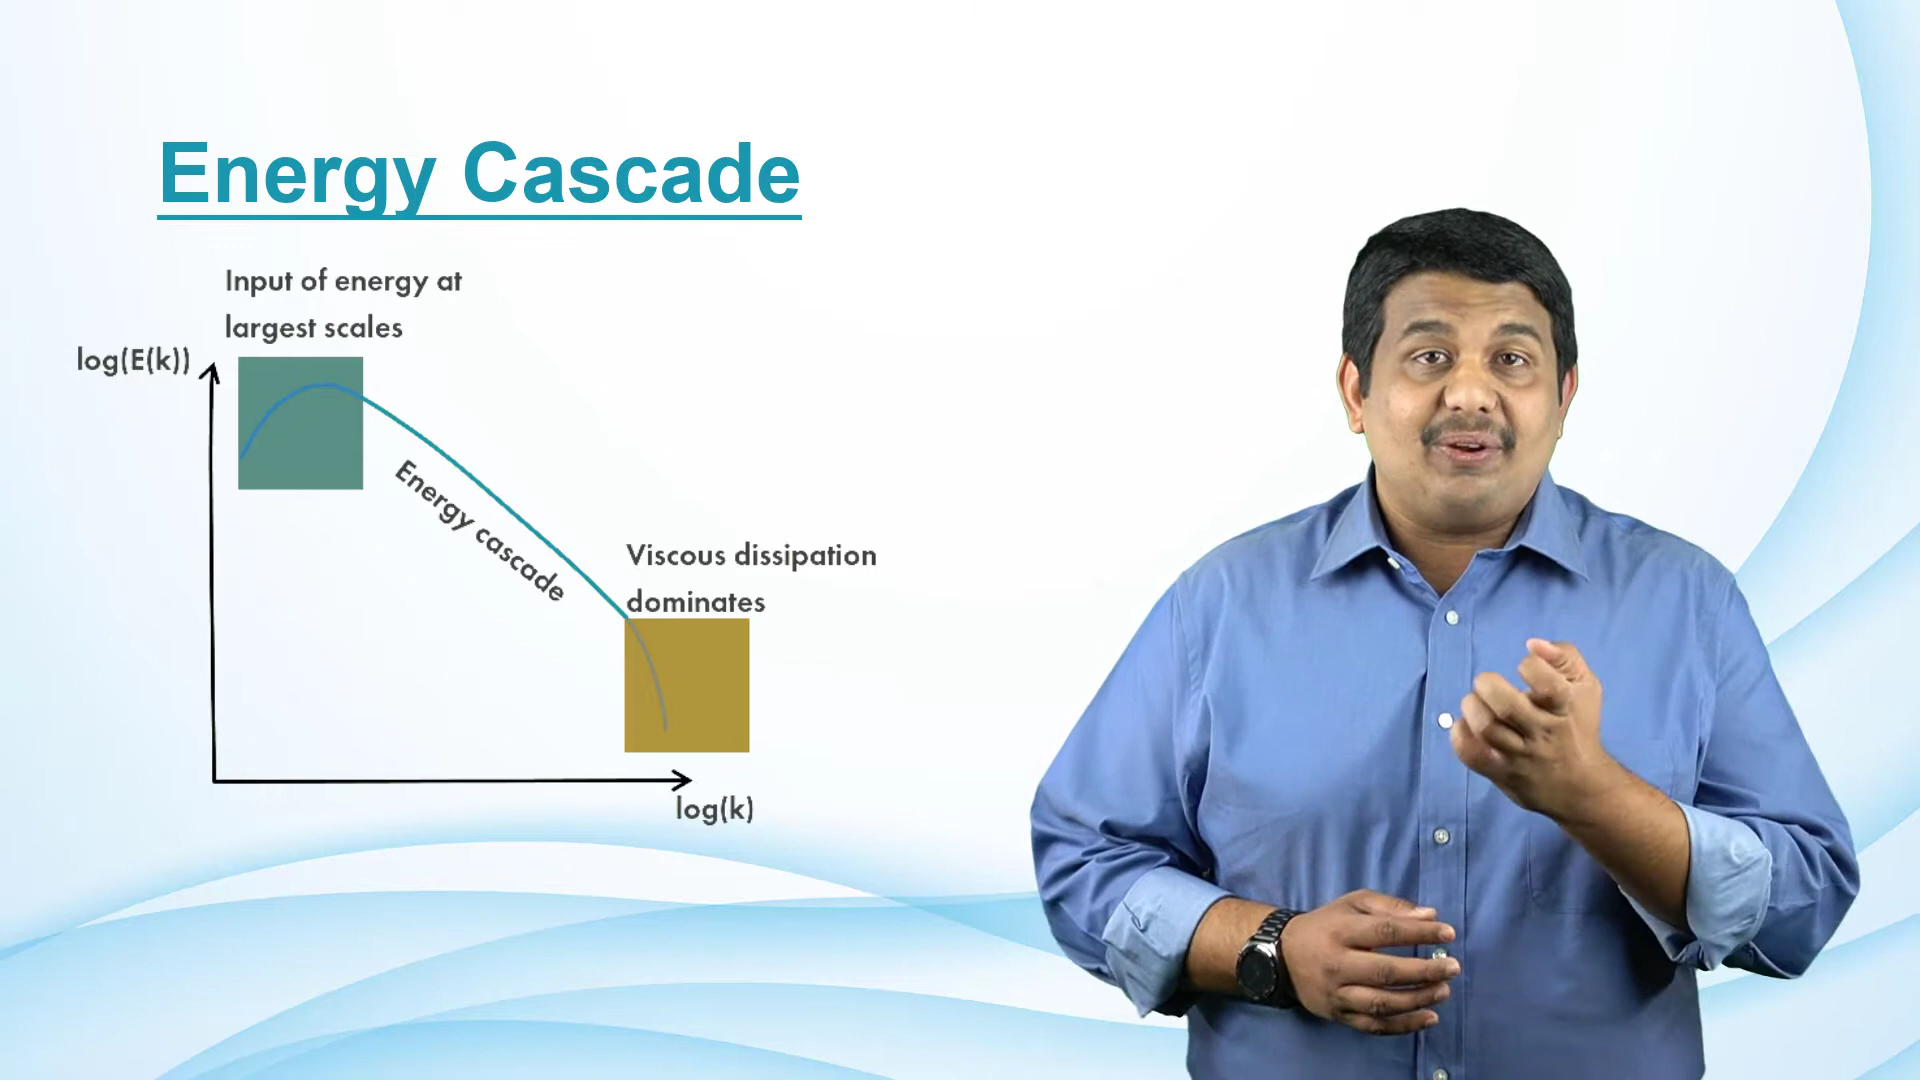 Energy Cascade
Input of energy at
largest scales
log(E(k))
Energy cascade
Viscous dissipation
dominates
log(k)